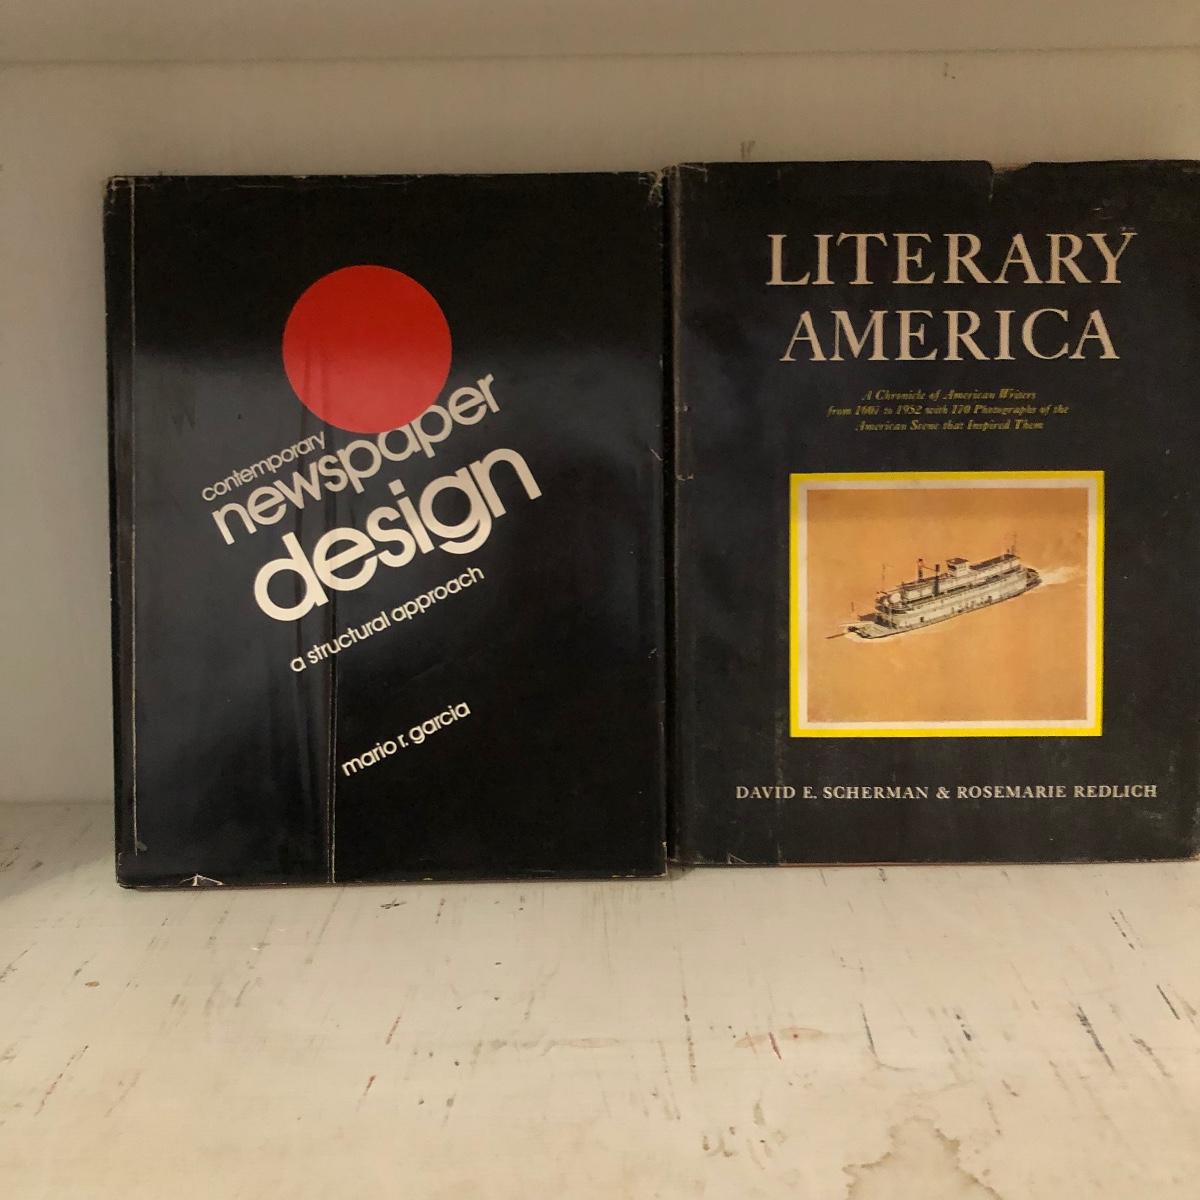 contemporary
newspaper
design
a structural approach
mario r. garcia
LITERARY
AMERICA
A Chronicle of American Writers
from 1607 to 1952 with 170 Photographs of the
American Scene that Inspired Them
DAVID E. SCHERMAN & ROSEMARIE REDLICH